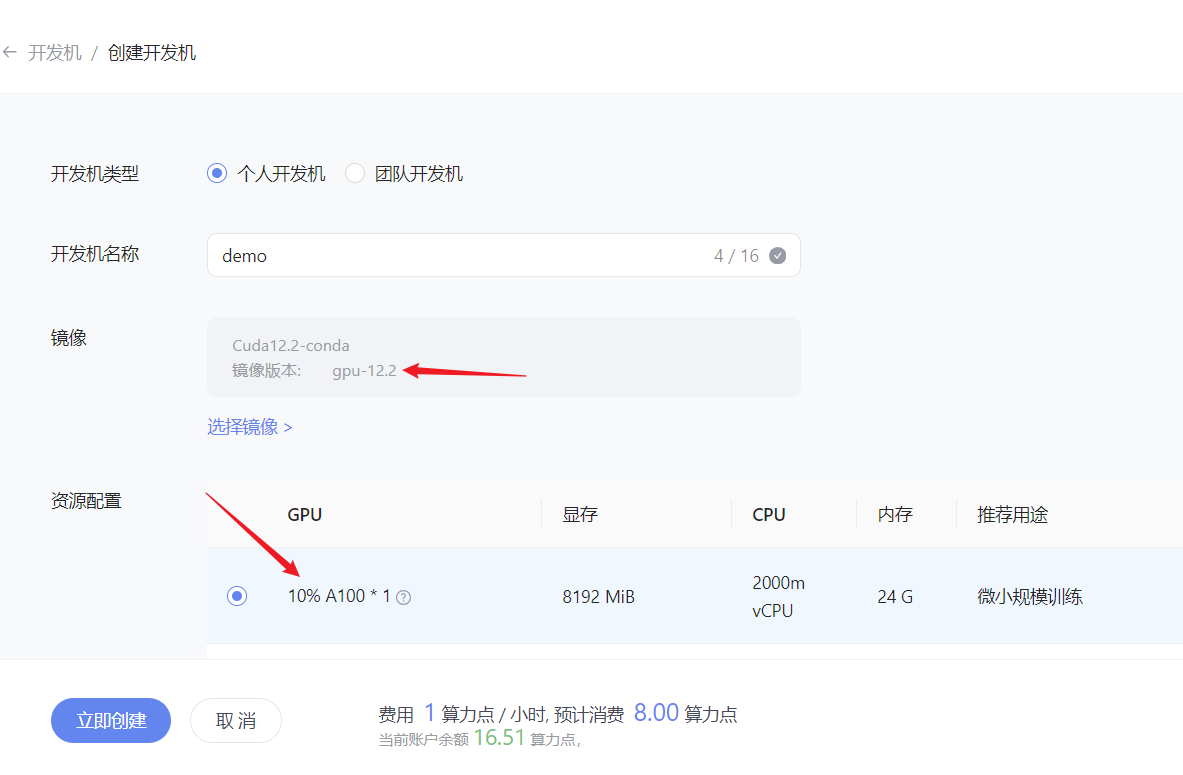 ← 开发机 / 创建开发机
开发机类型 个人开发机 团队开发机
开发机名称 demo 4 / 16
镜像 Cuda12.2-conda
镜像版本: gpu-12.2
选择镜像 >
资源配置 GPU 显存 CPU 内存 推荐用途
10% A100 * 1 ? 8192 MiB 2000m vCPU 24 G 微小规模训练
立即创建 取 消 费用 1 算力点 / 小时, 预计消费 8.00 算力点
当前账户余额 16.51 算力点,